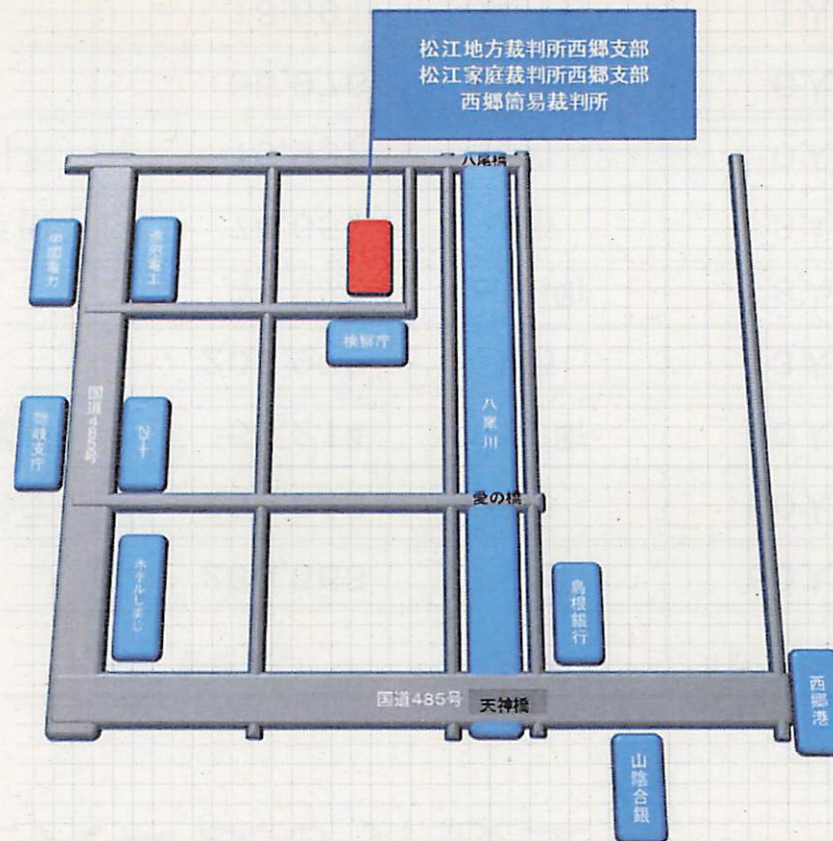 松江地方裁判所西郷支部
松江家庭裁判所西郷支部
西郷簡易裁判所
八尾橋
中国電力
検察庁
国道485号
隠岐支庁
八尾川
愛の橋
ホテルしまじ
島根銀行
国道485号
天神橋
西郷港
山陰合銀